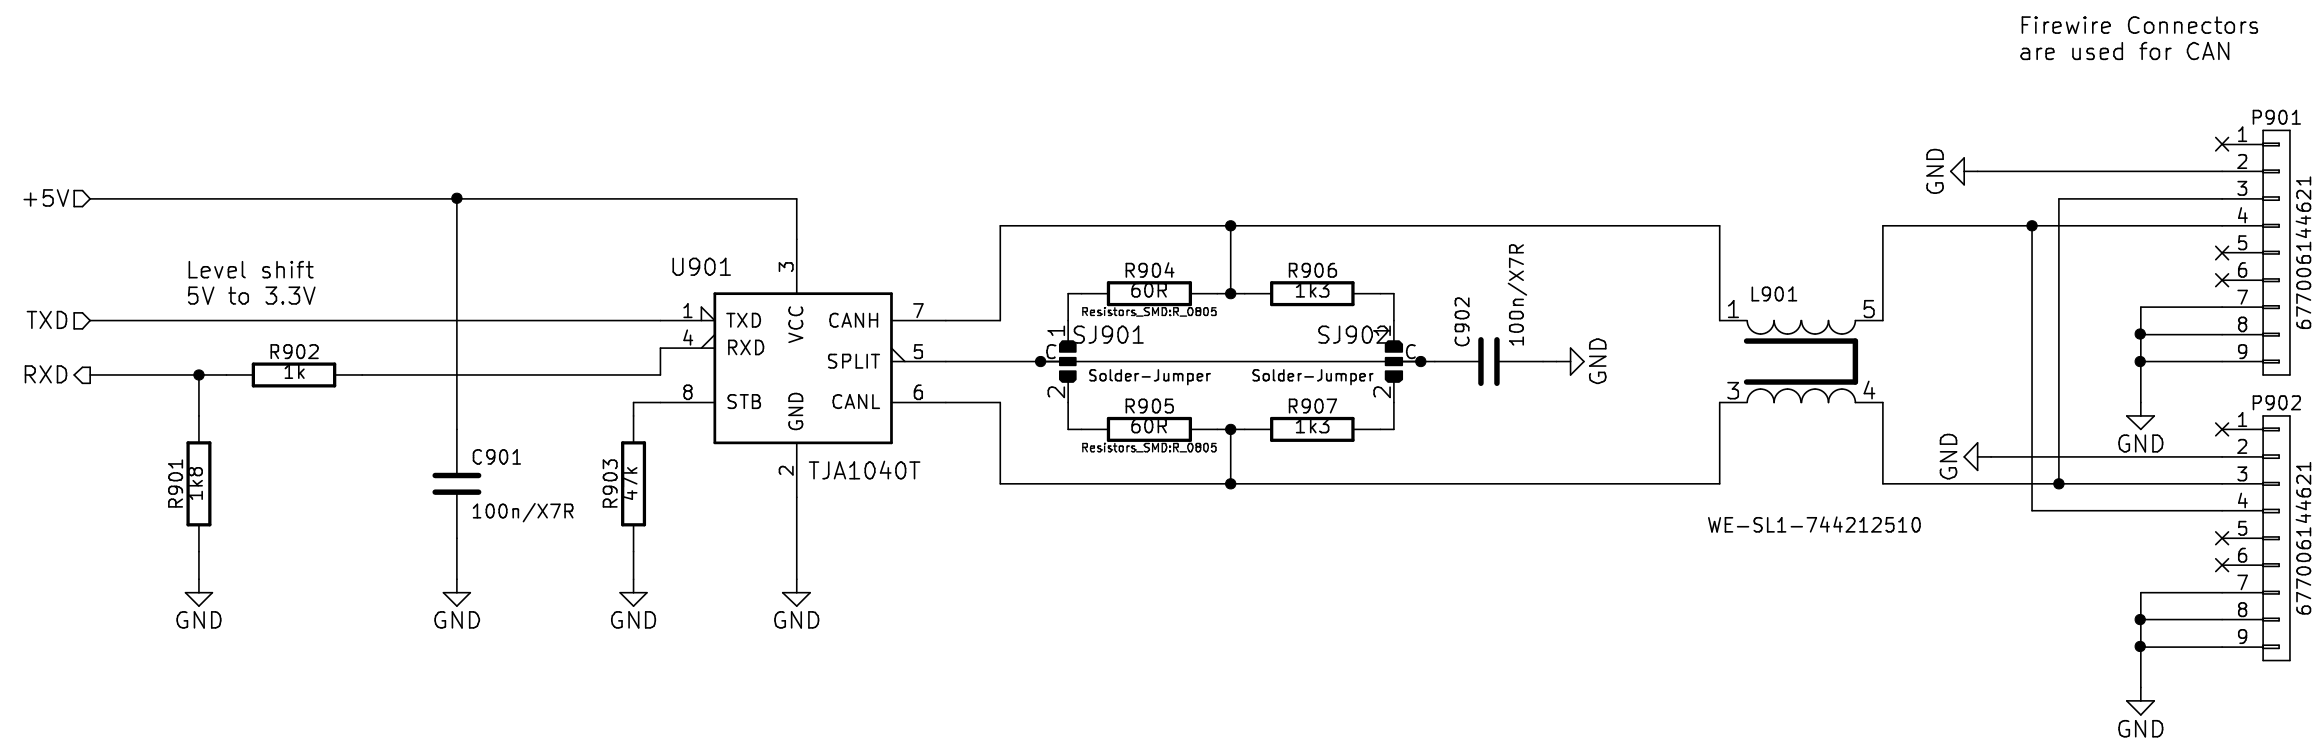 Firewire Connectors
are used for CAN
P901
1
2
3
4
5
6
7
8
9
6770061446​21
GND
GND
+5V
Level shift
5V to 3.3V
TXD
RXD
R902
1k
R901
1k8
GND
C901
100n/X7R
GND
R903
47k
GND
U901
3
1
4
8
TXD
RXD
STB
VCC
GND
CANH
SPLIT
CANL
7
5
6
2
TJA1040T
GND
R904
60R
Resistors_SMD:R_0805
R906
1k3
1
SJ901
C
Solder-Jumper
2
SJ902
1
C
Solder-Jumper
2
R905
60R
Resistors_SMD:R_0805
R907
1k3
C902
100n/X7R
GND
L901
1
5
3
4
WE-SL1-744212510
P902
1
2
3
4
5
6
7
8
9
677006144621
GND
GND